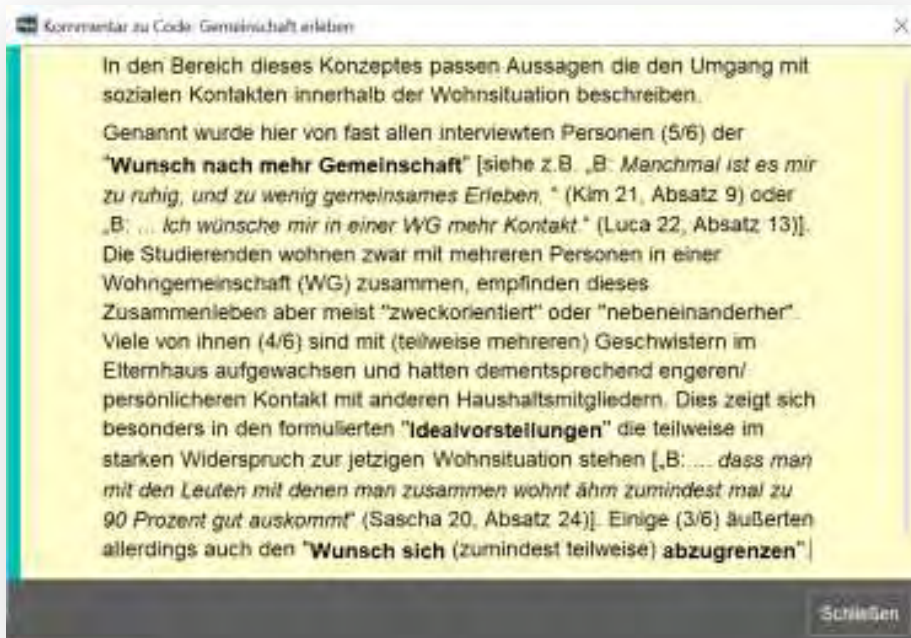 Kommentar zu Code: Gemeinschaft erleben
In den Bereich dieses Konzeptes passen Aussagen die den Umgang mit
sozialen Kontakten innerhalb der Wohnsituation beschreiben.
Genannt wurde hier von fast allen interviewten Personen (5/6) der
"Wunsch nach mehr Gemeinschaft" [siehe z.B. „B: Manchmal ist es mir
zu ruhig, und zu wenig gemeinsames Erleben. “ (Kim 21, Absatz 9) oder
„B: ... Ich wünsche mir in einer WG mehr Kontakt.“ (Luca 22, Absatz 13)].
Die Studierenden wohnen zwar mit mehreren Personen in einer
Wohngemeinschaft (WG) zusammen, empfinden dieses
Zusammenleben aber meist "zweckorientiert" oder "nebeneinanderher".
Viele von ihnen (4/6) sind mit (teilweise mehreren) Geschwistern im
Elternhaus aufgewachsen und hatten dementsprechend engeren/
persönlicheren Kontakt mit anderen Haushaltsmitgliedern. Dies zeigt sich
besonders in den formulierten "Idealvorstellungen" die teilweise im
starken Widerspruch zur jetzigen Wohnsituation stehen [„B: ... dass man
mit den Leuten mit denen man zusammen wohnt ähm zumindest mal zu
90 Prozent gut auskommt“ (Sascha 20, Absatz 24)]. Einige (3/6) äußerten
allerdings auch den "Wunsch sich (zumindest teilweise) abzugrenzen".
Schließen